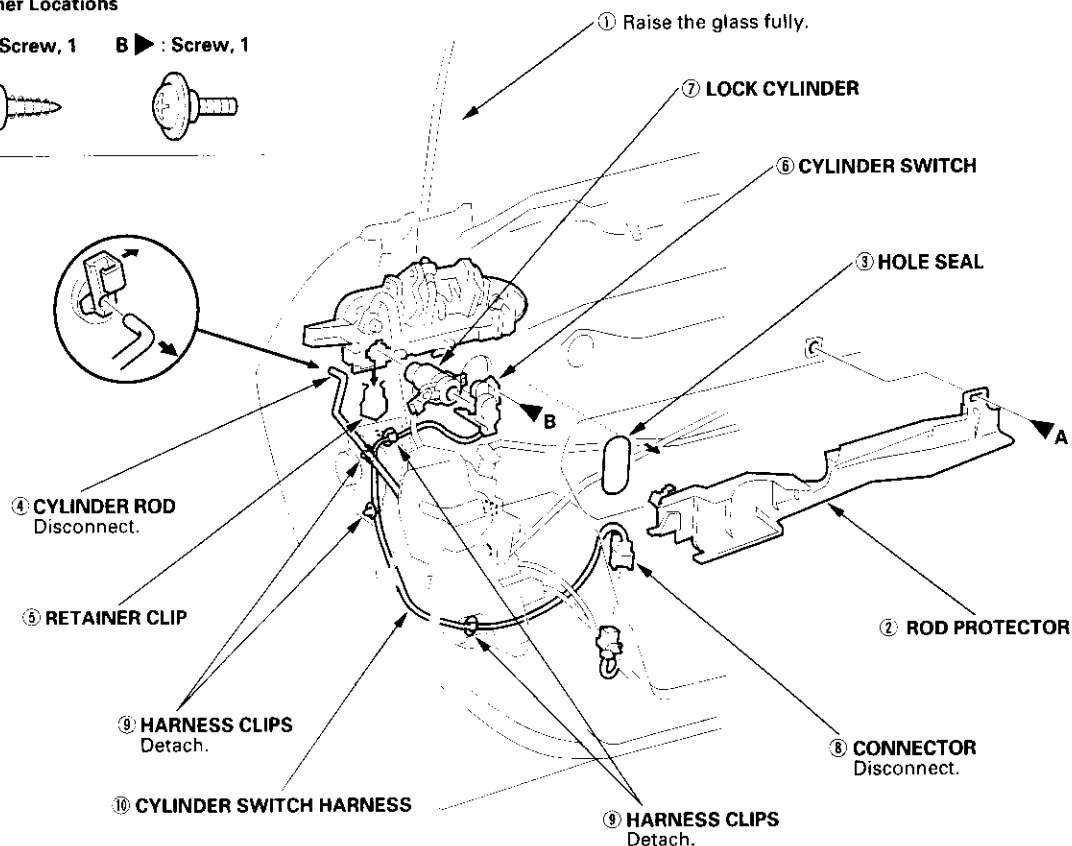 ner Locations
Screw, 1
B ▶ : Screw, 1
① Raise the glass fully.
⑦ LOCK CYLINDER
⑥ CYLINDER SWITCH
③ HOLE SEAL
B
A
④ CYLINDER ROD
Disconnect.
⑤ RETAINER CLIP
② ROD PROTECTOR
⑨ HARNESS CLIPS
Detach.
⑧ CONNECTOR
Disconnect.
⑩ CYLINDER SWITCH HARNESS
⑨ HARNESS CLIPS
Detach.